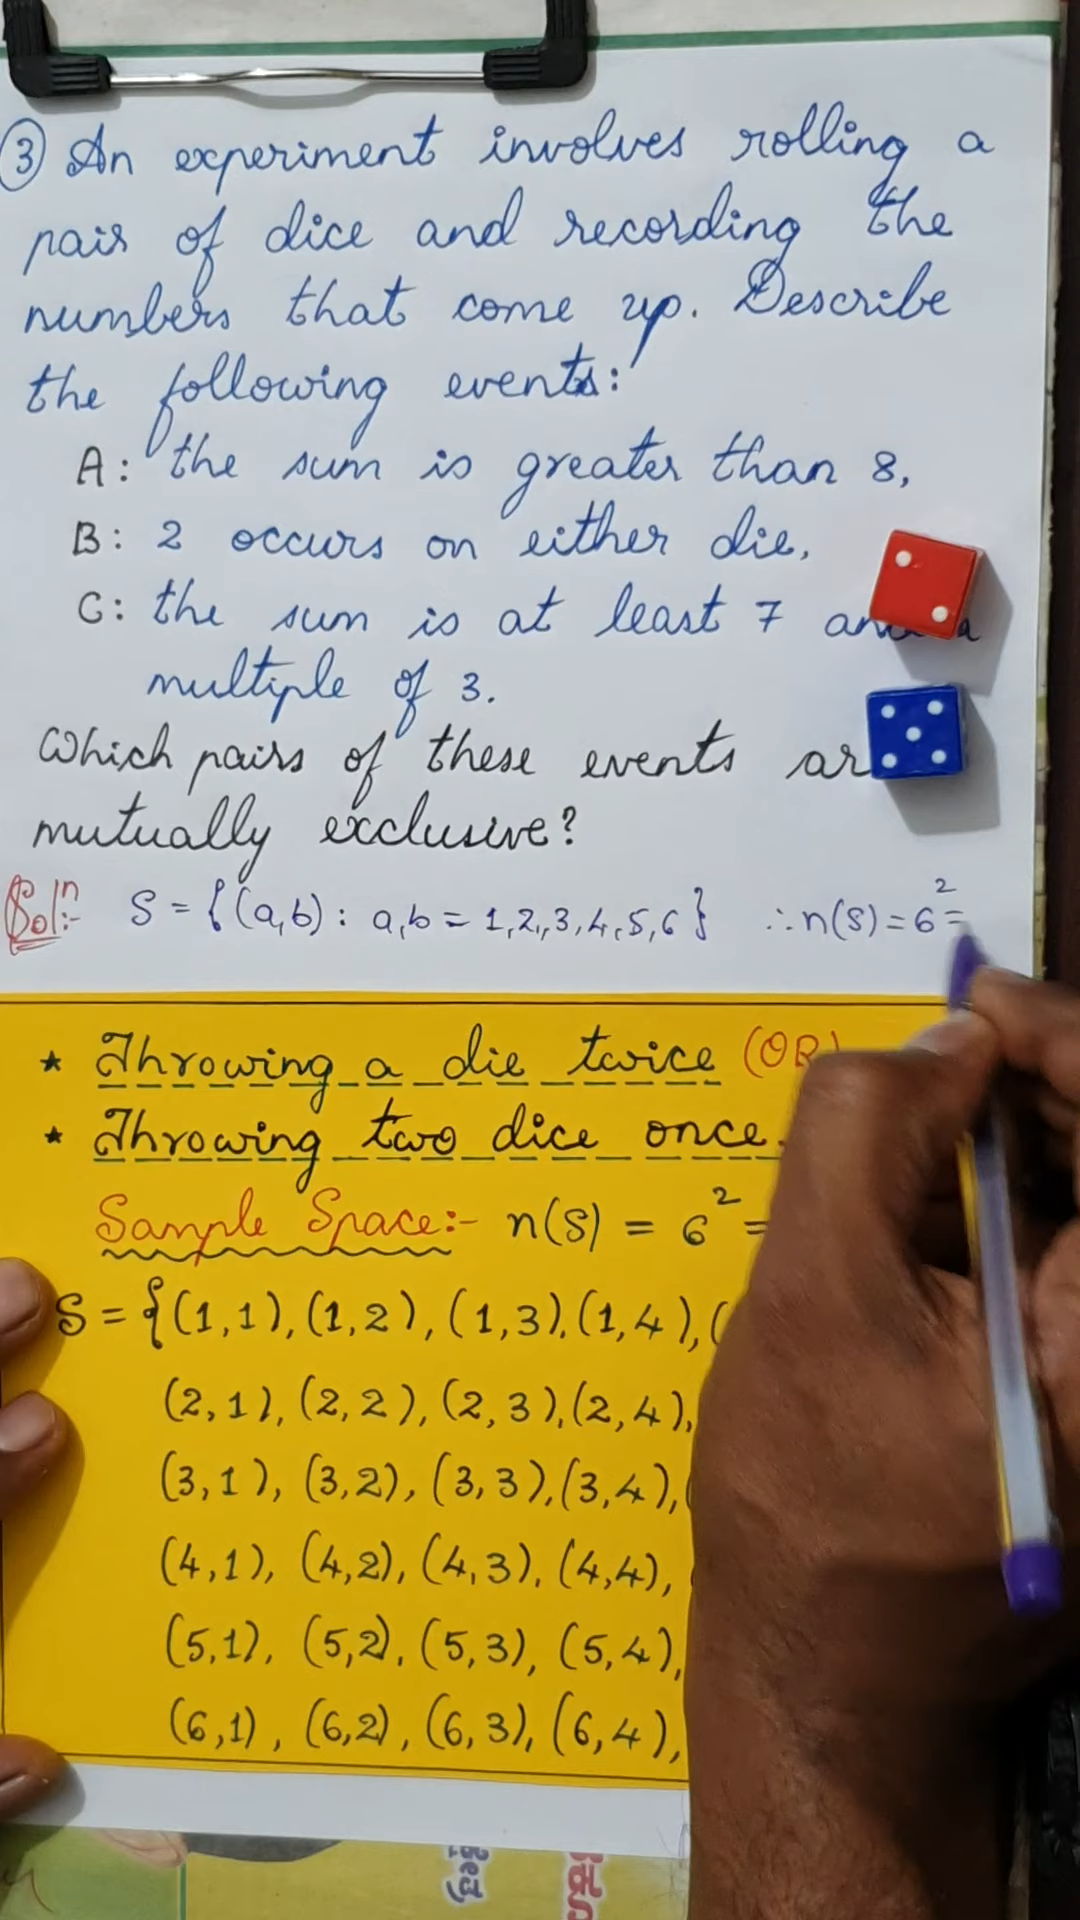 ③ An experiment involves rolling a
pair of dice and recording the
numbers that come up. Describe
the following events:
A: the sum is greater than 8,
B: 2 occurs on either die,
C: the sum is at least 7 and a
multiple of 3.
Which pairs of these events ar
mutually exclusive?
Solⁿ:- S = {(a,b): a,b = 1,2,3,4,5,6} ∴n(S) = 6² =
* Throwing a die twice (OR)
* Throwing two dice once.
Sample Space:- n(S) = 6² =
S = {(1,1), (1,2), (1,3), (1,4), (
(2,1), (2,2), (2,3), (2,4),
(3,1), (3,2), (3,3), (3,4), (
(4,1), (4,2), (4,3), (4,4),
(5,1), (5,2), (5,3), (5,4),
(6,1), (6,2), (6,3), (6,4),